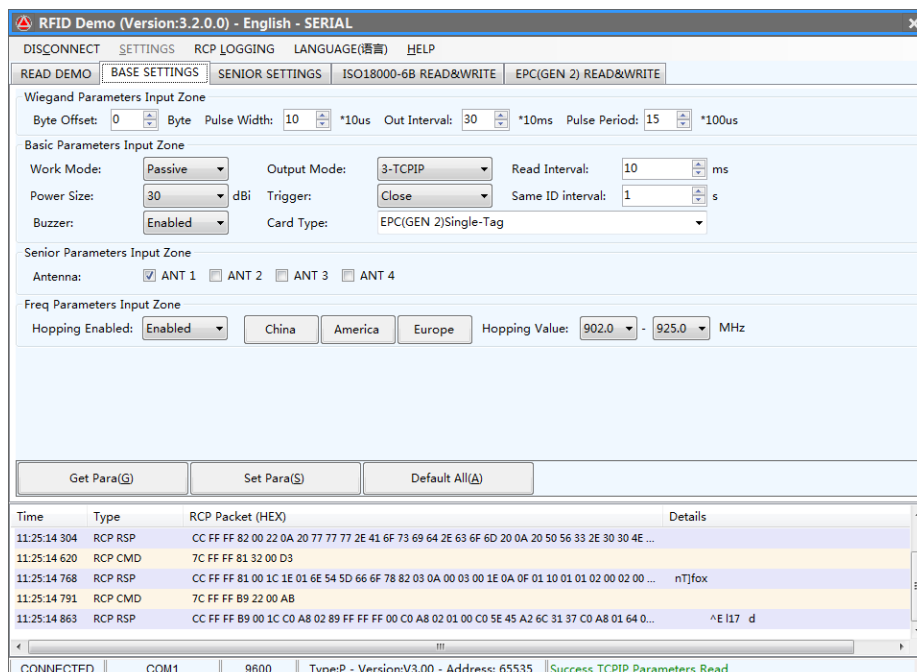 RFID Demo (Version:3.2.0.0) - English - SERIAL
DISCONNECT SETTINGS RCP LOGGING LANGUAGE(语言) HELP
READ DEMO BASE SETTINGS SENIOR SETTINGS ISO18000-6B READ&WRITE EPC(GEN 2) READ&WRITE
Wiegand Parameters Input Zone
Byte Offset: 0 Byte Pulse Width: 10 *10us Out Interval: 30 *10ms Pulse Period: 15 *100us
Basic Parameters Input Zone
Work Mode: Passive Output Mode: 3-TCPIP Read Interval: 10 ms
Power Size: 30 dBi Trigger: Close Same ID interval: 1 s
Buzzer: Enabled Card Type: EPC(GEN 2)Single-Tag
Senior Parameters Input Zone
Antenna: ANT 1 ANT 2 ANT 3 ANT 4
Freq Parameters Input Zone
Hopping Enabled: Enabled China America Europe Hopping Value: 902.0 - 925.0 MHz
Get Para(G) Set Para(S) Default All(A)
Time Type RCP Packet (HEX) Details
11:25:14 304 RCP RSP CC FF FF 82 00 22 0A 20 77 77 77 2E 41 6F 73 69 64 2E 63 6F 6D 20 0A 20 50 56 33 2E 30 30 4E ...
11:25:14 620 RCP CMD 7C FF FF 81 32 00 D3
11:25:14 768 RCP RSP CC FF FF 81 00 1C 1E 01 6E 54 5D 66 6F 78 82 03 0A 00 03 00 1E 0A 0F 01 10 01 01 02 00 02 00 ... nT]fox
11:25:14 791 RCP CMD 7C FF FF B9 22 00 AB
11:25:14 863 RCP RSP CC FF FF B9 00 1C C0 A8 02 89 FF FF FF 00 C0 A8 02 01 00 C0 5E 45 A2 6C 31 37 C0 A8 01 64 0... ^E l17 d
CONNECTED COM1 9600 Type:P - Version:V3.00 - Address: 65535 Success TCPIP Parameters Read